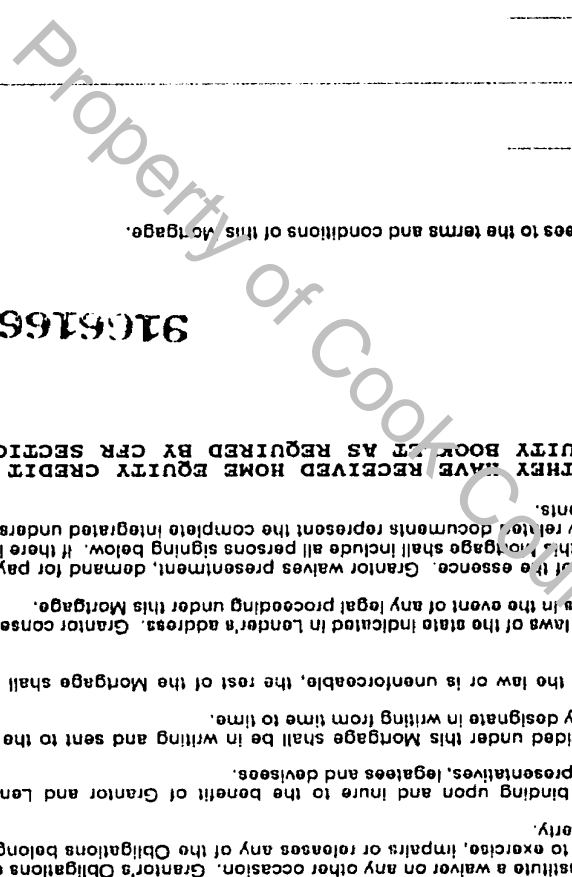 stitute a waiver on any other occasion. Grantor's Obligations
to exercise, impairs or releases any of the Obligations belong
erty.
binding upon and inure to the benefit of Grantor and Len
presentatives, legatees and devisees.
ided under this Mortgage shall be in writing and sent to the
y designate in writing from time to time.
the law or is unenforceable, the rest of the Mortgage shall
laws of the state indicated in Lender's address. Grantor conse
e in the event of any legal proceeding under this Mortgage.
of the essence. Grantor waives presentment, demand for pay
this Mortgage shall include all persons signing below. If there
y related documents represent the complete integrated unders
ents.
THEY HAVE RECEIVED HOME EQUITY CREDIT
UITY BOOKLET AS REQUIRED BY CFR SECTIO
ees to the terms and conditions of this Mortgage.
Property of Cook Coun